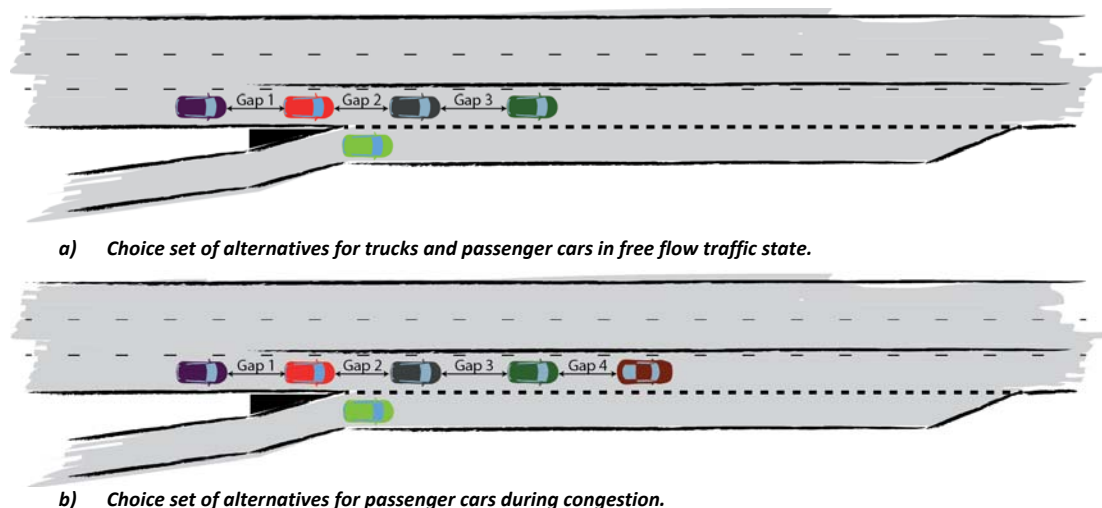 Gap 1 Gap 2 Gap 3
a) Choice set of alternatives for trucks and passenger cars in free flow traffic state.
Gap 1 Gap 2 Gap 3 Gap 4
b) Choice set of alternatives for passenger cars during congestion.